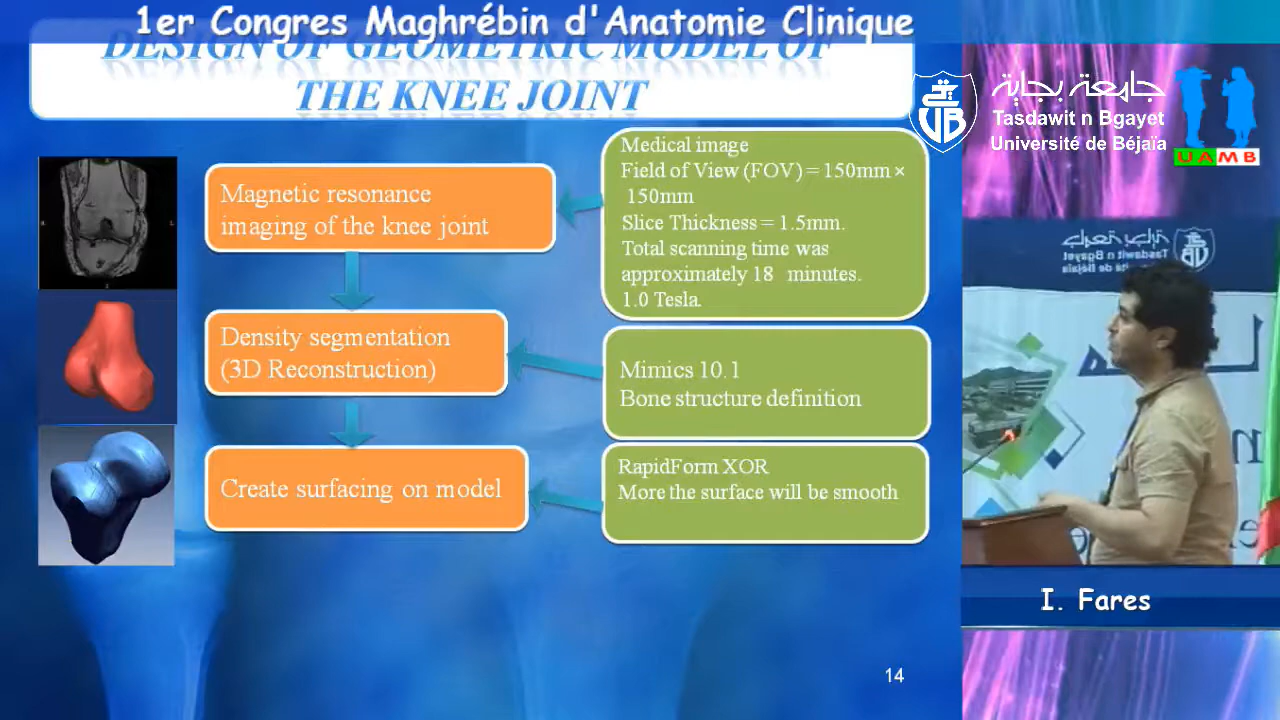 1er Congres Maghrébin d'Anatomie Clinique
DESIGN OF GEOMETRIC MODEL OF
THE KNEE JOINT
Magnetic resonance
imaging of the knee joint
Medical image
Field of View (FOV) = 150mm ×
150mm
Slice Thickness = 1.5mm.
Total scanning time was
approximately 18 minutes.
1.0 Tesla.
Density segmentation
(3D Reconstruction)
Mimics 10.1
Bone structure definition
Create surfacing on model
RapidForm XOR
More the surface will be smooth
14
جامعة بجاية
Tasdawit n Bgayet
Université de Béjaïa
UAMB
Tasdawit n Bgayet
I. Fares